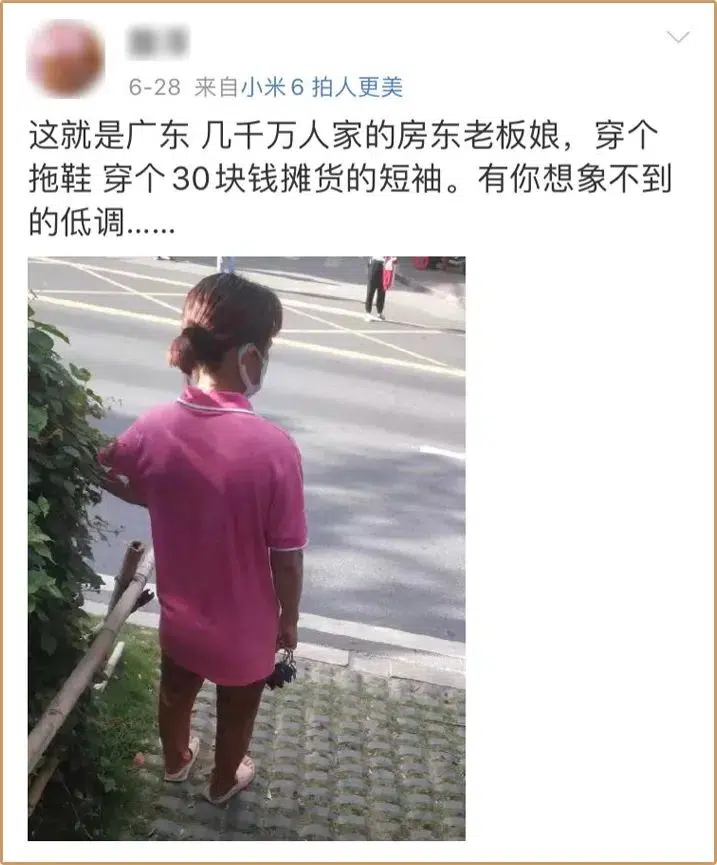 6-28 来自小米6 拍人更美
这就是广东 几千万人家的房东老板娘，穿个
拖鞋 穿个30块钱摊货的短袖。有你想象不到
的低调……